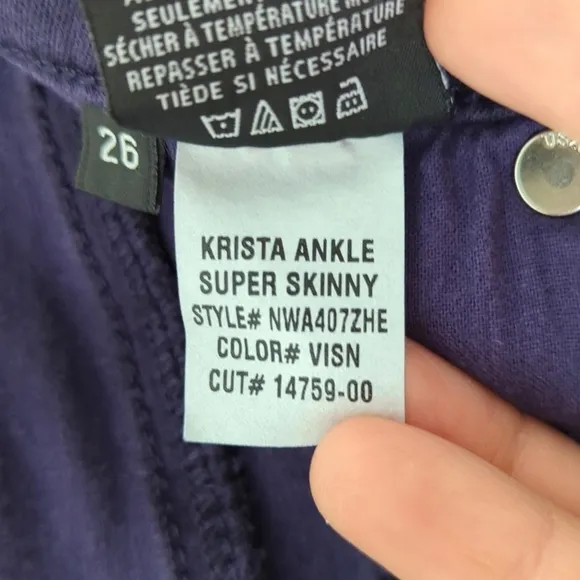 SEULEMENT
SÉCHER À TEMPÉRATURE
REPASSER À TEMPÉRATURE
TIÈDE SI NÉCESSAIRE
26
KRISTA ANKLE
SUPER SKINNY
STYLE# NWA407ZHE
COLOR# VISN
CUT# 14759-00